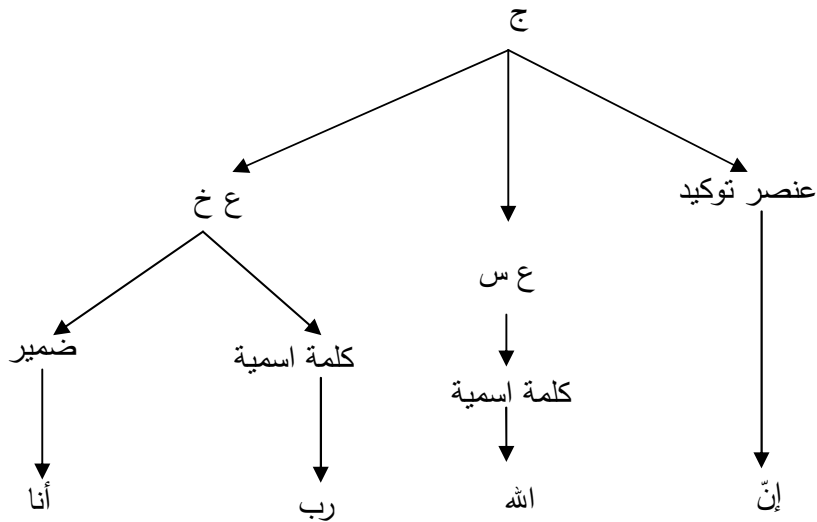 ج
عنصر توكيد
ع خ
ع س
كلمة اسمية
ضمير
كلمة اسمية
إنّ
الله
رب
أنا